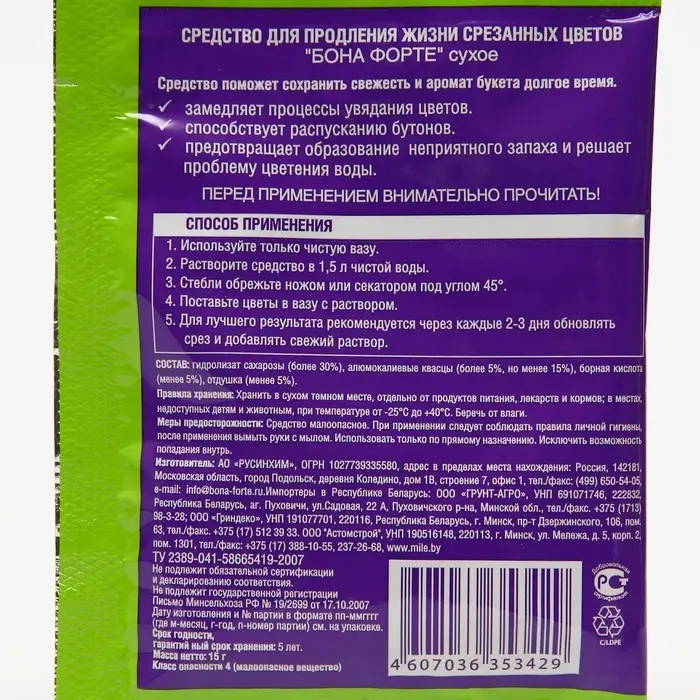 СРЕДСТВО ДЛЯ ПРОДЛЕНИЯ ЖИЗНИ СРЕЗАННЫХ ЦВЕТОВ
"БОНА ФОРТЕ" сухое
Средство поможет сохранить свежесть и аромат букета долгое время.
✓ замедляет процессы увядания цветов.
✓ способствует распусканию бутонов.
✓ предотвращает образование неприятного запаха и решает
проблему цветения воды.
ПЕРЕД ПРИМЕНЕНИЕМ ВНИМАТЕЛЬНО ПРОЧИТАТЬ!
СПОСОБ ПРИМЕНЕНИЯ
1. Используйте только чистую вазу.
2. Растворите средство в 1,5 л чистой воды.
3. Стебли обрежьте ножом или секатором под углом 45°.
4. Поставьте цветы в вазу с раствором.
5. Для лучшего результата рекомендуется через каждые 2-3 дня обновлять
срез и добавлять свежий раствор.
СОСТАВ: гидролизат сахарозы (более 30%), алюмокалиевые квасцы (более 5%, но менее 15%), борная кислота
(менее 5%), отдушка (менее 5%).
Правила хранения: Хранить в сухом темном месте, отдельно от продуктов питания, лекарств и кормов; в местах,
недоступных детям и животным, при температуре от -25°С до +40°С. Беречь от влаги.
Меры предосторожности: Средство малоопасное. При применении следует соблюдать правила личной гигиены,
после применения вымыть руки с мылом. Использовать только по прямому назначению. Исключить возможность
попадания внутрь.
Изготовитель: АО «РУСИНХИМ», ОГРН 1027739335580, адрес в пределах места нахождения: Россия, 142181,
Московская область, город Подольск, деревня Коледино, дом 1В, строение 7, офис 1, тел./факс: (499) 650-54-05,
e-mail: info@bona-forte.ru.Импортеры в Республике Беларусь: ООО «ГРУНТ-АГРО», УНП 691071746, 222832,
Республика Беларусь, аг. Пуховичи, ул.Садовая, 22 А, Пуховичского р-на, Минской обл., тел./факс +375 (1713)
98-3-28; ООО «Гриндеко», УНП 191077701, 220116, Республика Беларусь, г. Минск, пр-т Дзержинского, 106, пом.
63, тел./факс +375 (17) 512 39 33. ООО «Астомстрой», УНП 190516148, 220113, г. Минск, ул. Мележа, д. 5, корп. 2,
пом. 1301, тел./факс: +375 (17) 388-10-55, 237-26-68, www.mile.by
ТУ 2389-041-58665419-2007
Не подлежит обязательной сертификации
и декларированию соответствия.
Не подлежит государственной регистрации
Письмо Минсельхоза РФ № 19/2699 от 17.10.2007
Дату изготовления и № партии в формате пп-ммгггг
(где м-месяц, г-год, п-номер партии) см. на упаковке.
Срок годности,
гарантий ный срок хранения: 5 лет.
Масса нетто: 15 г
Класс опасности 4 (малоопасное вещество)
4 607036 353429
Добровольная
РСТ
сертификация
C/LDPE